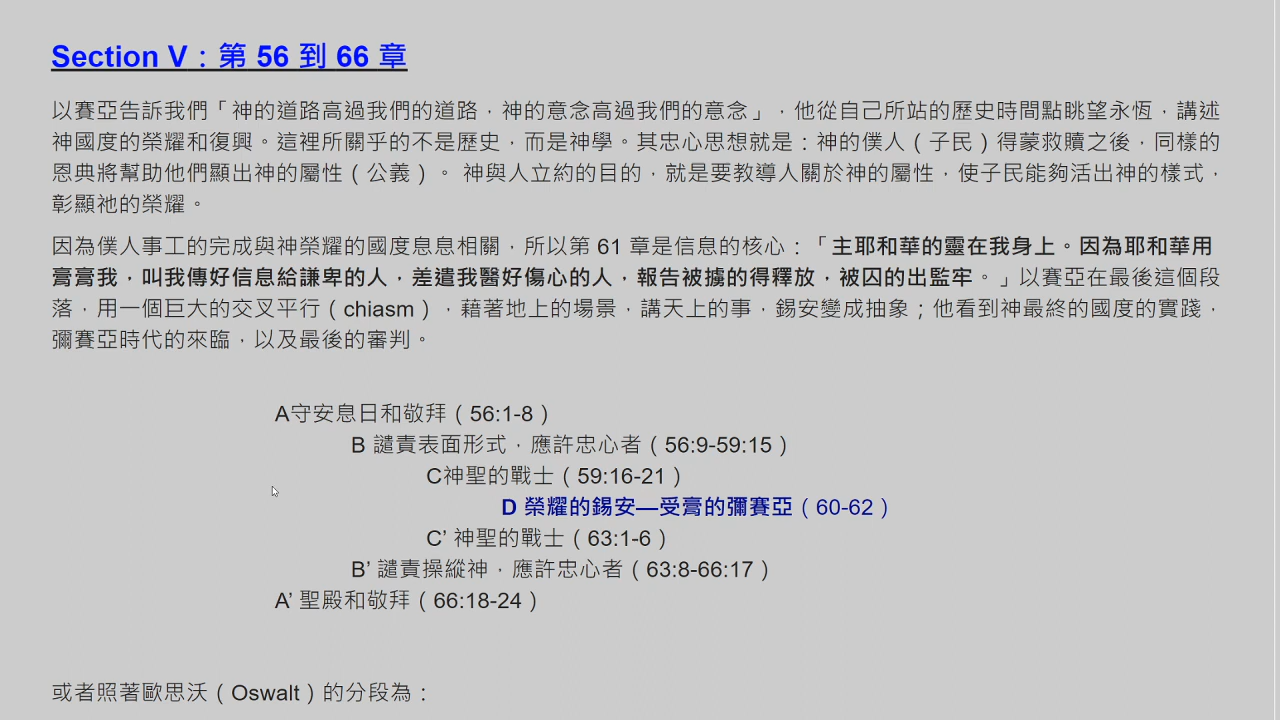 Section V：第 56 到 66 章
以賽亞告訴我們「神的道路高過我們的道路，神的意念高過我們的意念」，他從自己所站的歷史時間點眺望永恆，講述
神國度的榮耀和復興。這裡所關乎的不是歷史，而是神學。其忠心思想就是：神的僕人（子民）得蒙救贖之後，同樣的
恩典將幫助他們顯出神的屬性（公義）。 神與人立約的目的，就是要教導人關於神的屬性，使子民能夠活出神的樣式，
彰顯祂的榮耀。
因為僕人事工的完成與神榮耀的國度息息相關，所以第 61 章是信息的核心：「主耶和華的靈在我身上。因為耶和華用
膏膏我，叫我傳好信息給謙卑的人，差遣我醫好傷心的人，報告被擄的得釋放，被囚的出監牢。」以賽亞在最後這個段
落，用一個巨大的交叉平行（chiasm），藉著地上的場景，講天上的事，錫安變成抽象；他看到神最終的國度的實踐，
彌賽亞時代的來臨，以及最後的審判。
A守安息日和敬拜（56:1-8）
B 譴責表面形式，應許忠心者（56:9-59:15）
C神聖的戰士（59:16-21）
D 榮耀的錫安—受膏的彌賽亞（60-62）
C’ 神聖的戰士（63:1-6）
B’ 譴責操縱神，應許忠心者（63:8-66:17）
A’ 聖殿和敬拜（66:18-24）
或者照著歐思沃（Oswalt）的分段為：